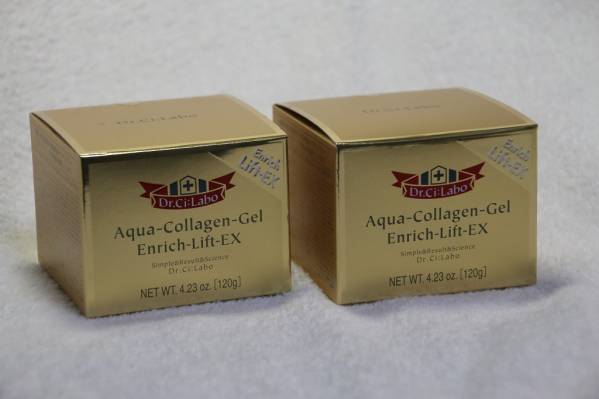 Dr.Ci:Labo
Enrich
Lift-EX
Dr.Ci:Labo
Aqua-Collagen-Gel
Enrich-Lift-EX
Simple&Result&Science
Dr.Ci:Labo
NET WT. 4.23 oz. [120g]
Dr.Ci:Labo
Enrich
Lift-EX
Dr.Ci:Labo
Aqua-Collagen-Gel
Enrich-Lift-EX
Simple&Result&Science
Dr.Ci:Labo
NET WT. 4.23 oz. [120g]